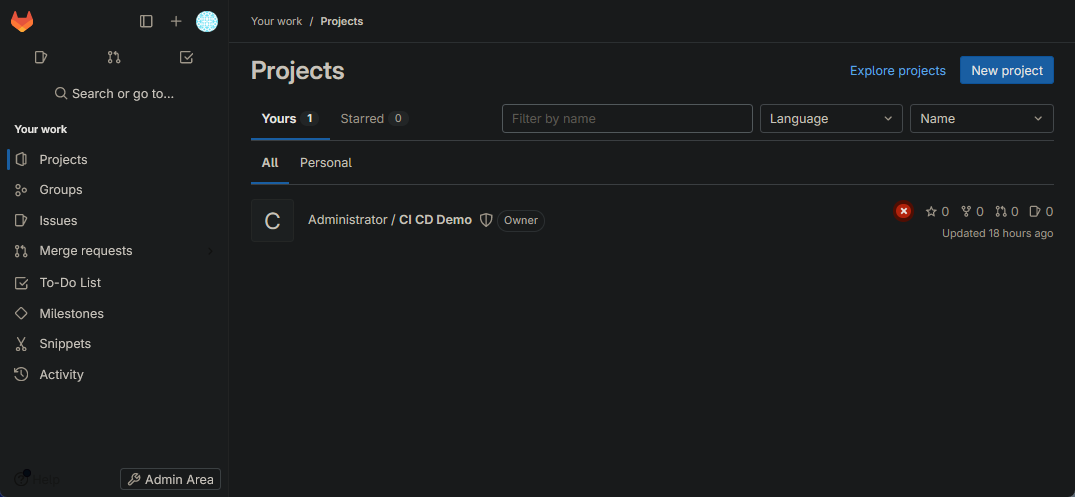 Your work / Projects
Search or go to...
Your work
Projects
Groups
Issues
Merge requests
To-Do List
Milestones
Snippets
Activity
Help
Admin Area
Projects
Explore projects
New project
Yours 1
Starred 0
Filter by name
Language
Name
All
Personal
C
Administrator / CI CD Demo
Owner
0 0 0 0
Updated 18 hours ago